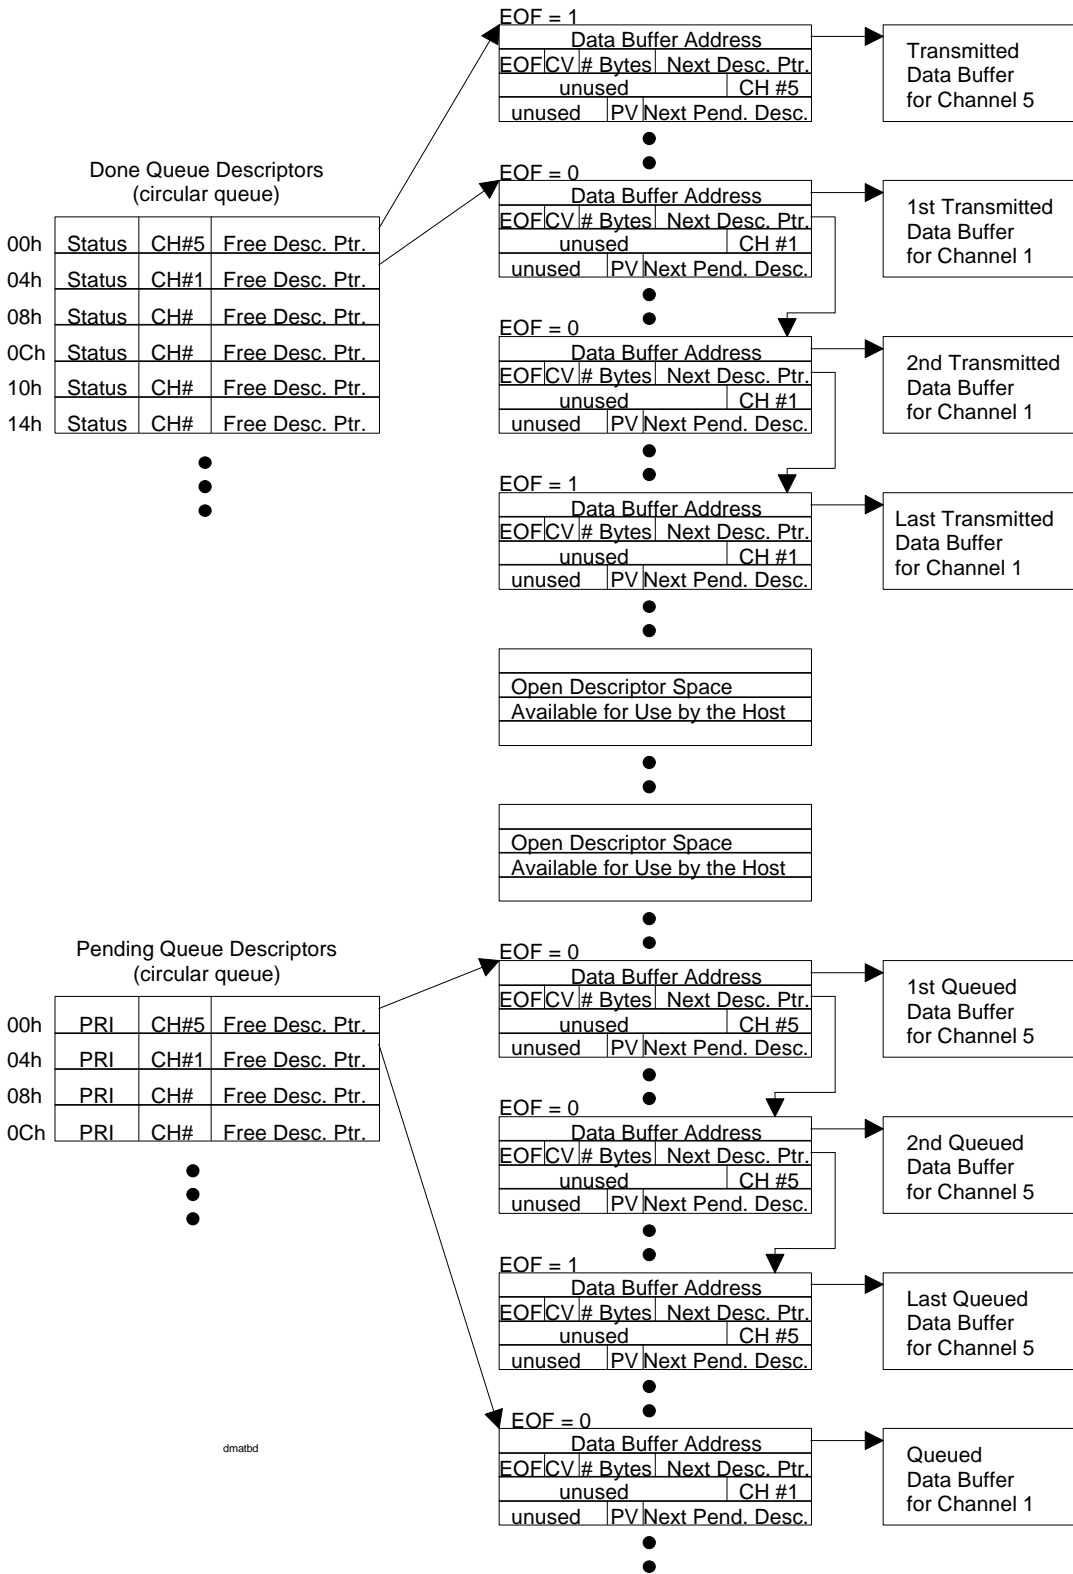 EOF = 1
Data Buffer Address
EOF CV # Bytes Next Desc. Ptr.
unused CH #5
unused PV Next Pend. Desc.
Transmitted
Data Buffer
for Channel 5
Done Queue Descriptors
(circular queue)
00h Status CH#5 Free Desc. Ptr.
04h Status CH#1 Free Desc. Ptr.
08h Status CH# Free Desc. Ptr.
0Ch Status CH# Free Desc. Ptr.
10h Status CH# Free Desc. Ptr.
14h Status CH# Free Desc. Ptr.
EOF = 0
Data Buffer Address
EOF CV # Bytes Next Desc. Ptr.
unused CH #1
unused PV Next Pend. Desc.
1st Transmitted
Data Buffer
for Channel 1
EOF = 0
Data Buffer Address
EOF CV # Bytes Next Desc. Ptr.
unused CH #1
unused PV Next Pend. Desc.
2nd Transmitted
Data Buffer
for Channel 1
EOF = 1
Data Buffer Address
EOF CV # Bytes Next Desc. Ptr.
unused CH #1
unused PV Next Pend. Desc.
Last Transmitted
Data Buffer
for Channel 1
Open Descriptor Space
Available for Use by the Host
Open Descriptor Space
Available for Use by the Host
Pending Queue Descriptors
(circular queue)
00h PRI CH#5 Free Desc. Ptr.
04h PRI CH#1 Free Desc. Ptr.
08h PRI CH# Free Desc. Ptr.
0Ch PRI CH# Free Desc. Ptr.
EOF = 0
Data Buffer Address
EOF CV # Bytes Next Desc. Ptr.
unused CH #5
unused PV Next Pend. Desc.
1st Queued
Data Buffer
for Channel 5
EOF = 0
Data Buffer Address
EOF CV # Bytes Next Desc. Ptr.
unused CH #5
unused PV Next Pend. Desc.
2nd Queued
Data Buffer
for Channel 5
EOF = 1
Data Buffer Address
EOF CV # Bytes Next Desc. Ptr.
unused CH #5
unused PV Next Pend. Desc.
Last Queued
Data Buffer
for Channel 5
EOF = 0
Data Buffer Address
EOF CV # Bytes Next Desc. Ptr.
unused CH #1
unused PV Next Pend. Desc.
Queued
Data Buffer
for Channel 1
dmatbd